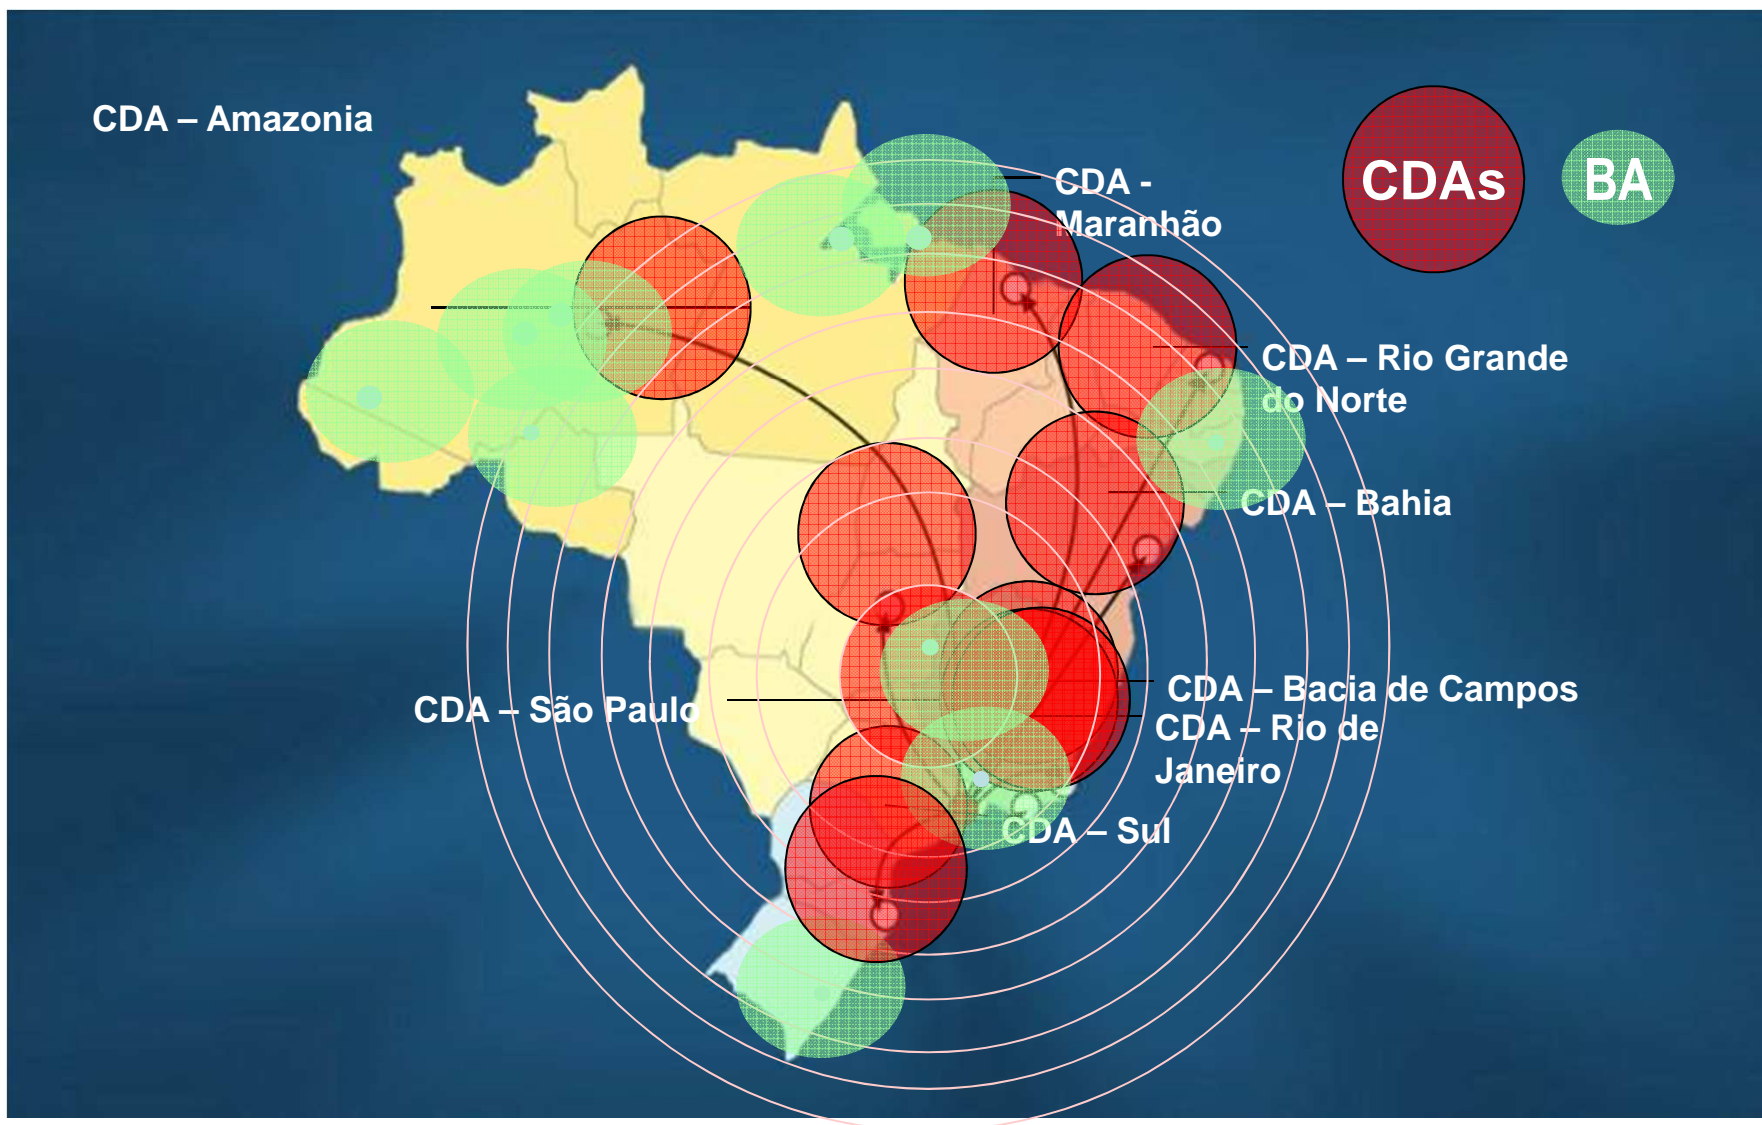 CDA – Amazonia
CDAs
BA
CDA -
Maranhão
CDA – Rio Grande
do Norte
CDA – Bahia
CDA – São Paulo
CDA – Bacia de Campos
CDA – Rio de
Janeiro
CDA – Sul